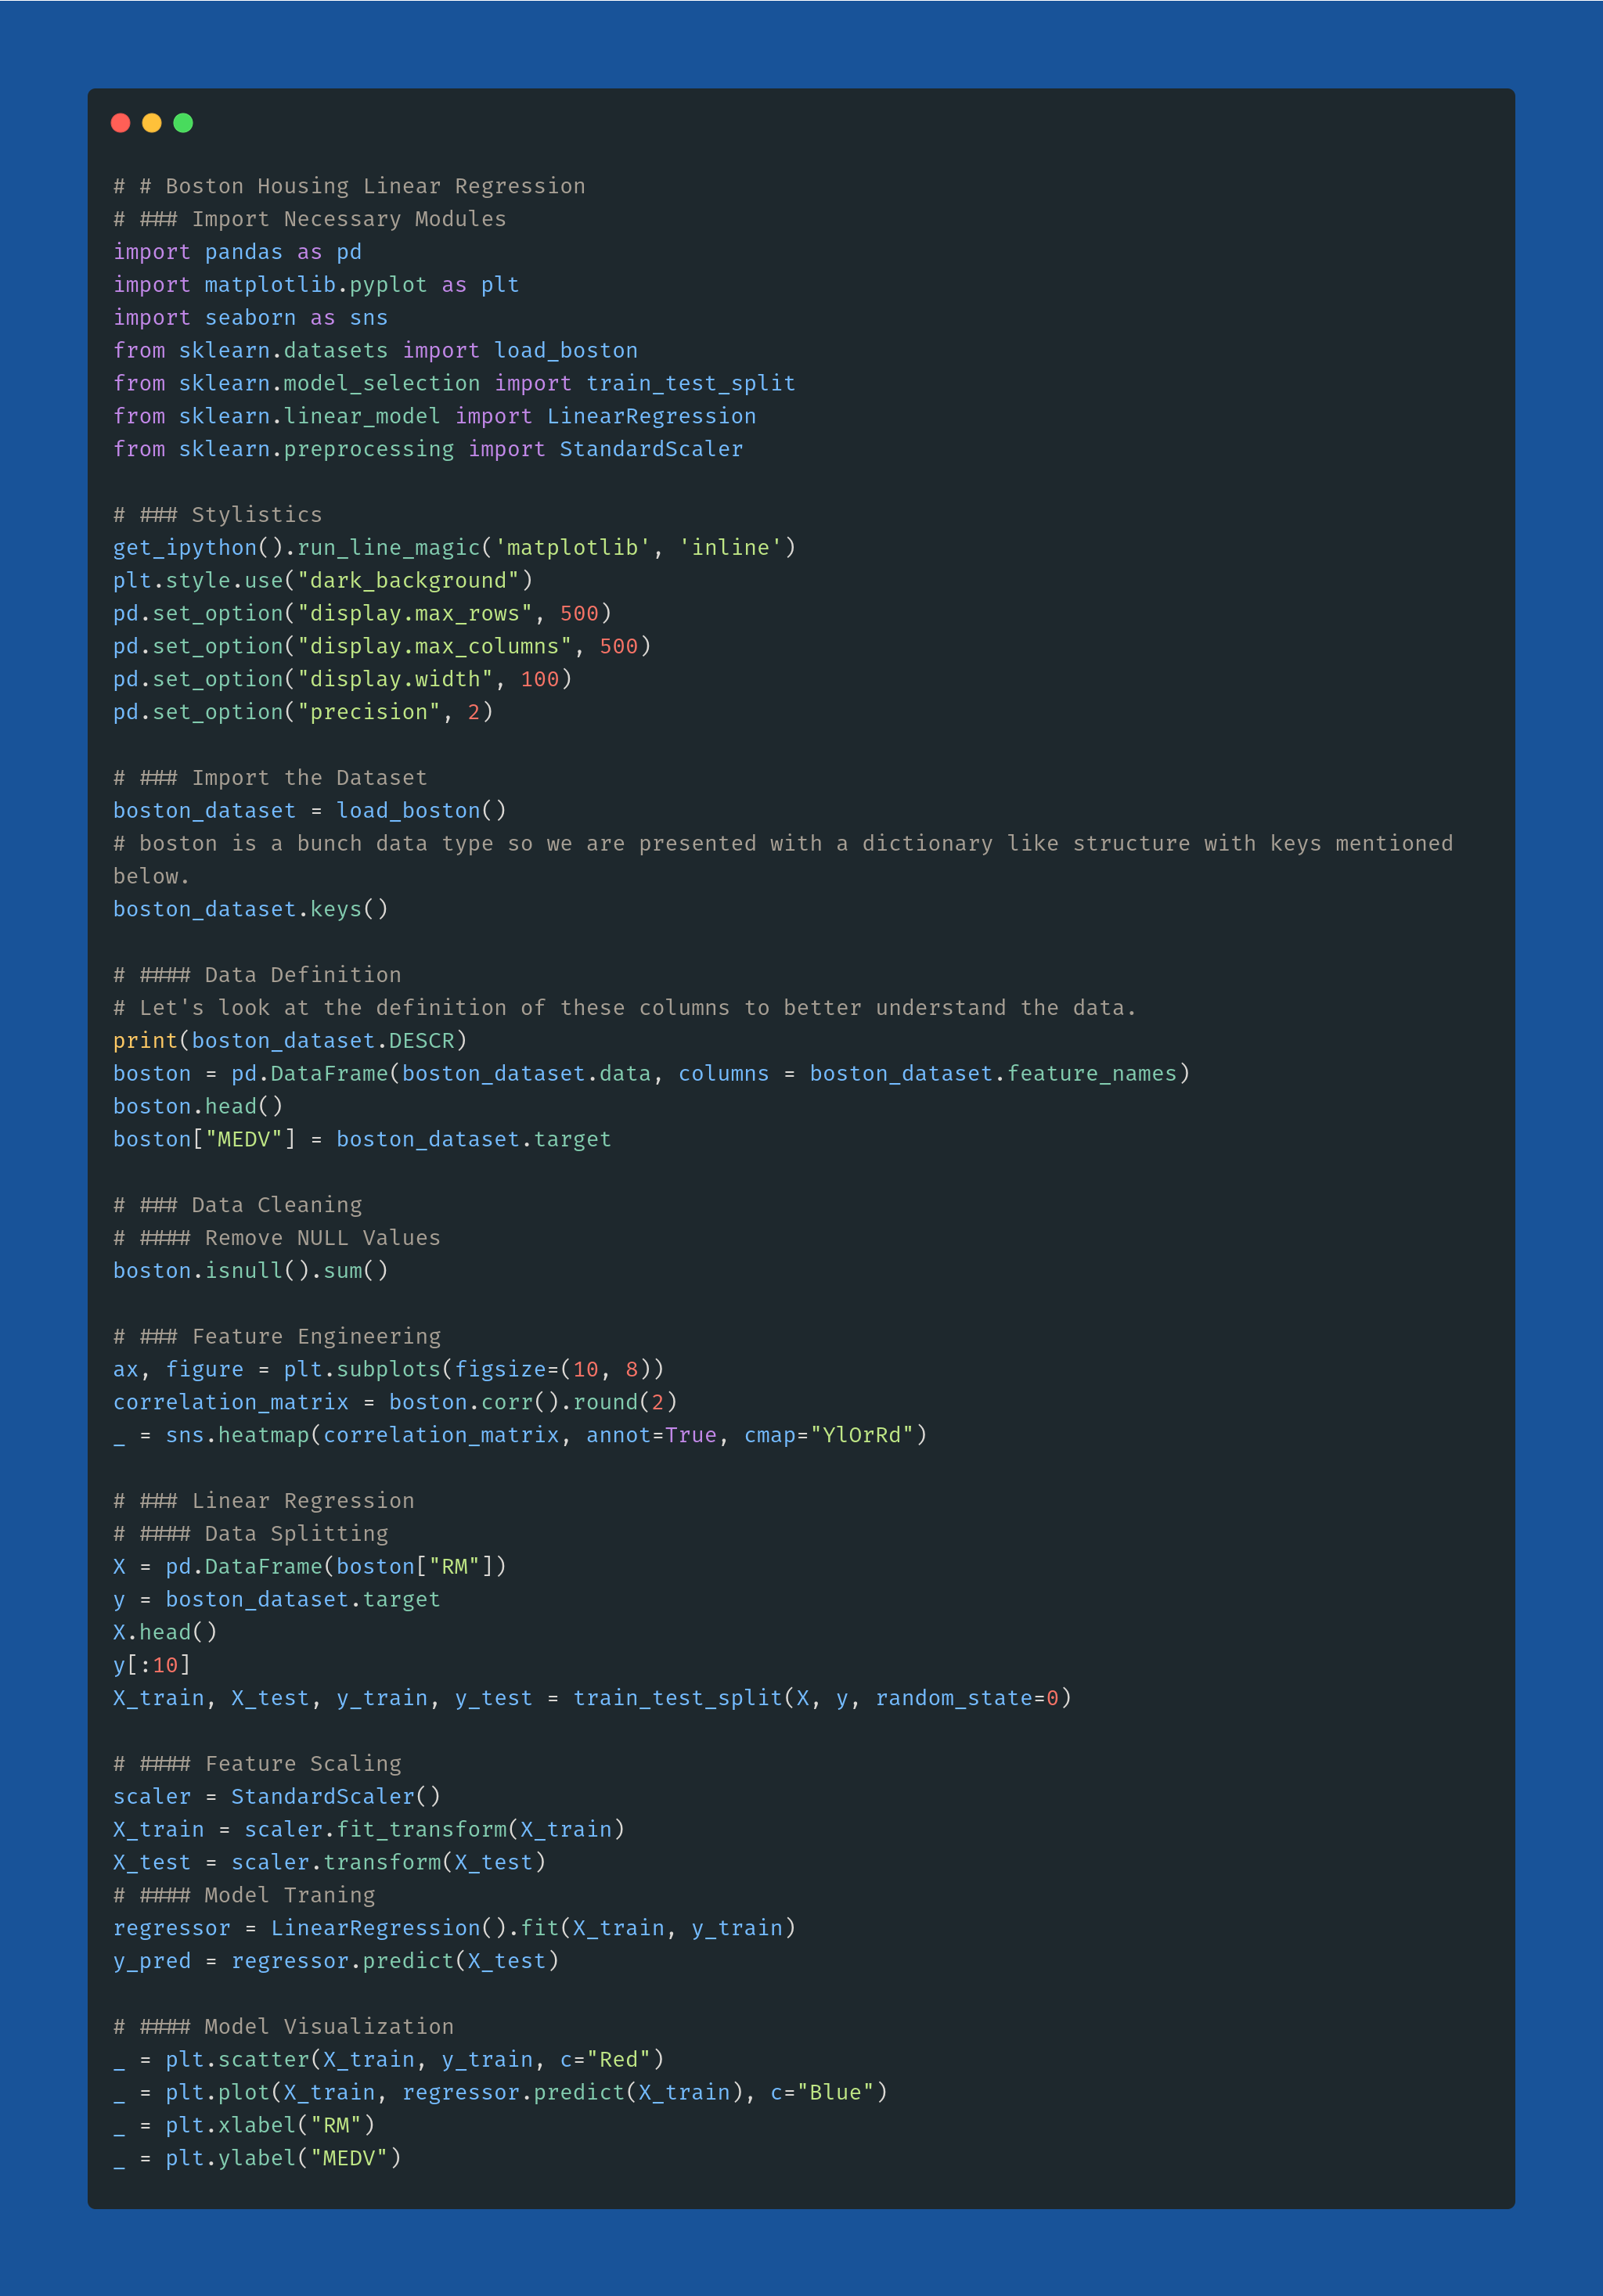 # # Boston Housing Linear Regression
# ### Import Necessary Modules
import pandas as pd
import matplotlib.pyplot as plt
import seaborn as sns
from sklearn.datasets import load_boston
from sklearn.model_selection import train_test_split
from sklearn.linear_model import LinearRegression
from sklearn.preprocessing import StandardScaler

# ### Stylistics
get_ipython().run_line_magic('matplotlib', 'inline')
plt.style.use("dark_background")
pd.set_option("display.max_rows", 500)
pd.set_option("display.max_columns", 500)
pd.set_option("display.width", 100)
pd.set_option("precision", 2)

# ### Import the Dataset
boston_dataset = load_boston()
# boston is a bunch data type so we are presented with a dictionary like structure with keys mentioned
below.
boston_dataset.keys()

# #### Data Definition
# Let's look at the definition of these columns to better understand the data.
print(boston_dataset.DESCR)
boston = pd.DataFrame(boston_dataset.data, columns = boston_dataset.feature_names)
boston.head()
boston["MEDV"] = boston_dataset.target

# ### Data Cleaning
# #### Remove NULL Values
boston.isnull().sum()

# ### Feature Engineering
ax, figure = plt.subplots(figsize=(10, 8))
correlation_matrix = boston.corr().round(2)
_ = sns.heatmap(correlation_matrix, annot=True, cmap="YlOrRd")

# ### Linear Regression
# #### Data Splitting
X = pd.DataFrame(boston["RM"])
y = boston_dataset.target
X.head()
y[:10]
X_train, X_test, y_train, y_test = train_test_split(X, y, random_state=0)

# #### Feature Scaling
scaler = StandardScaler()
X_train = scaler.fit_transform(X_train)
X_test = scaler.transform(X_test)
# #### Model Traning
regressor = LinearRegression().fit(X_train, y_train)
y_pred = regressor.predict(X_test)

# #### Model Visualization
_ = plt.scatter(X_train, y_train, c="Red")
_ = plt.plot(X_train, regressor.predict(X_train), c="Blue")
_ = plt.xlabel("RM")
_ = plt.ylabel("MEDV")